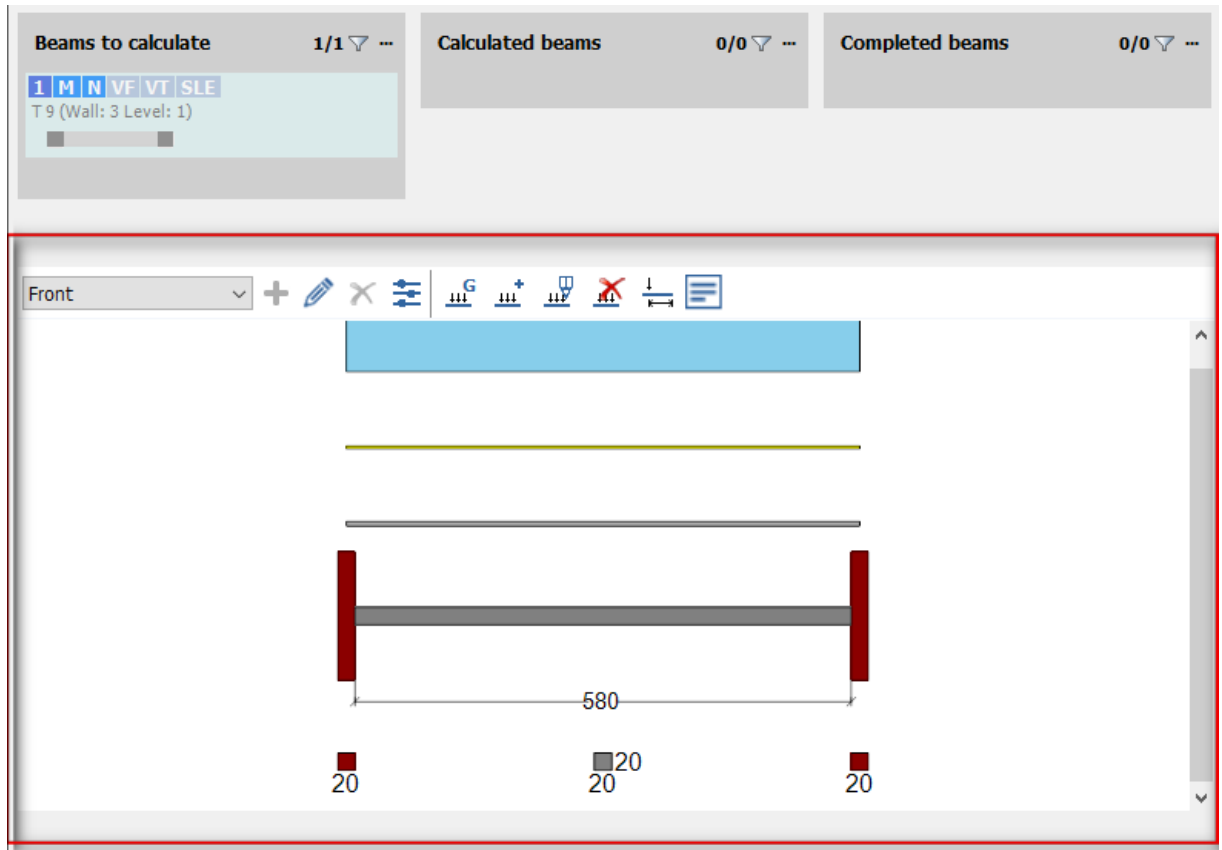 Beams to calculate 1/1 ...
Calculated beams 0/0 ...
Completed beams 0/0 ...
1 M N VF VT SLE
T 9 (Wall: 3 Level: 1)
Front
G
580
20
20 20 20